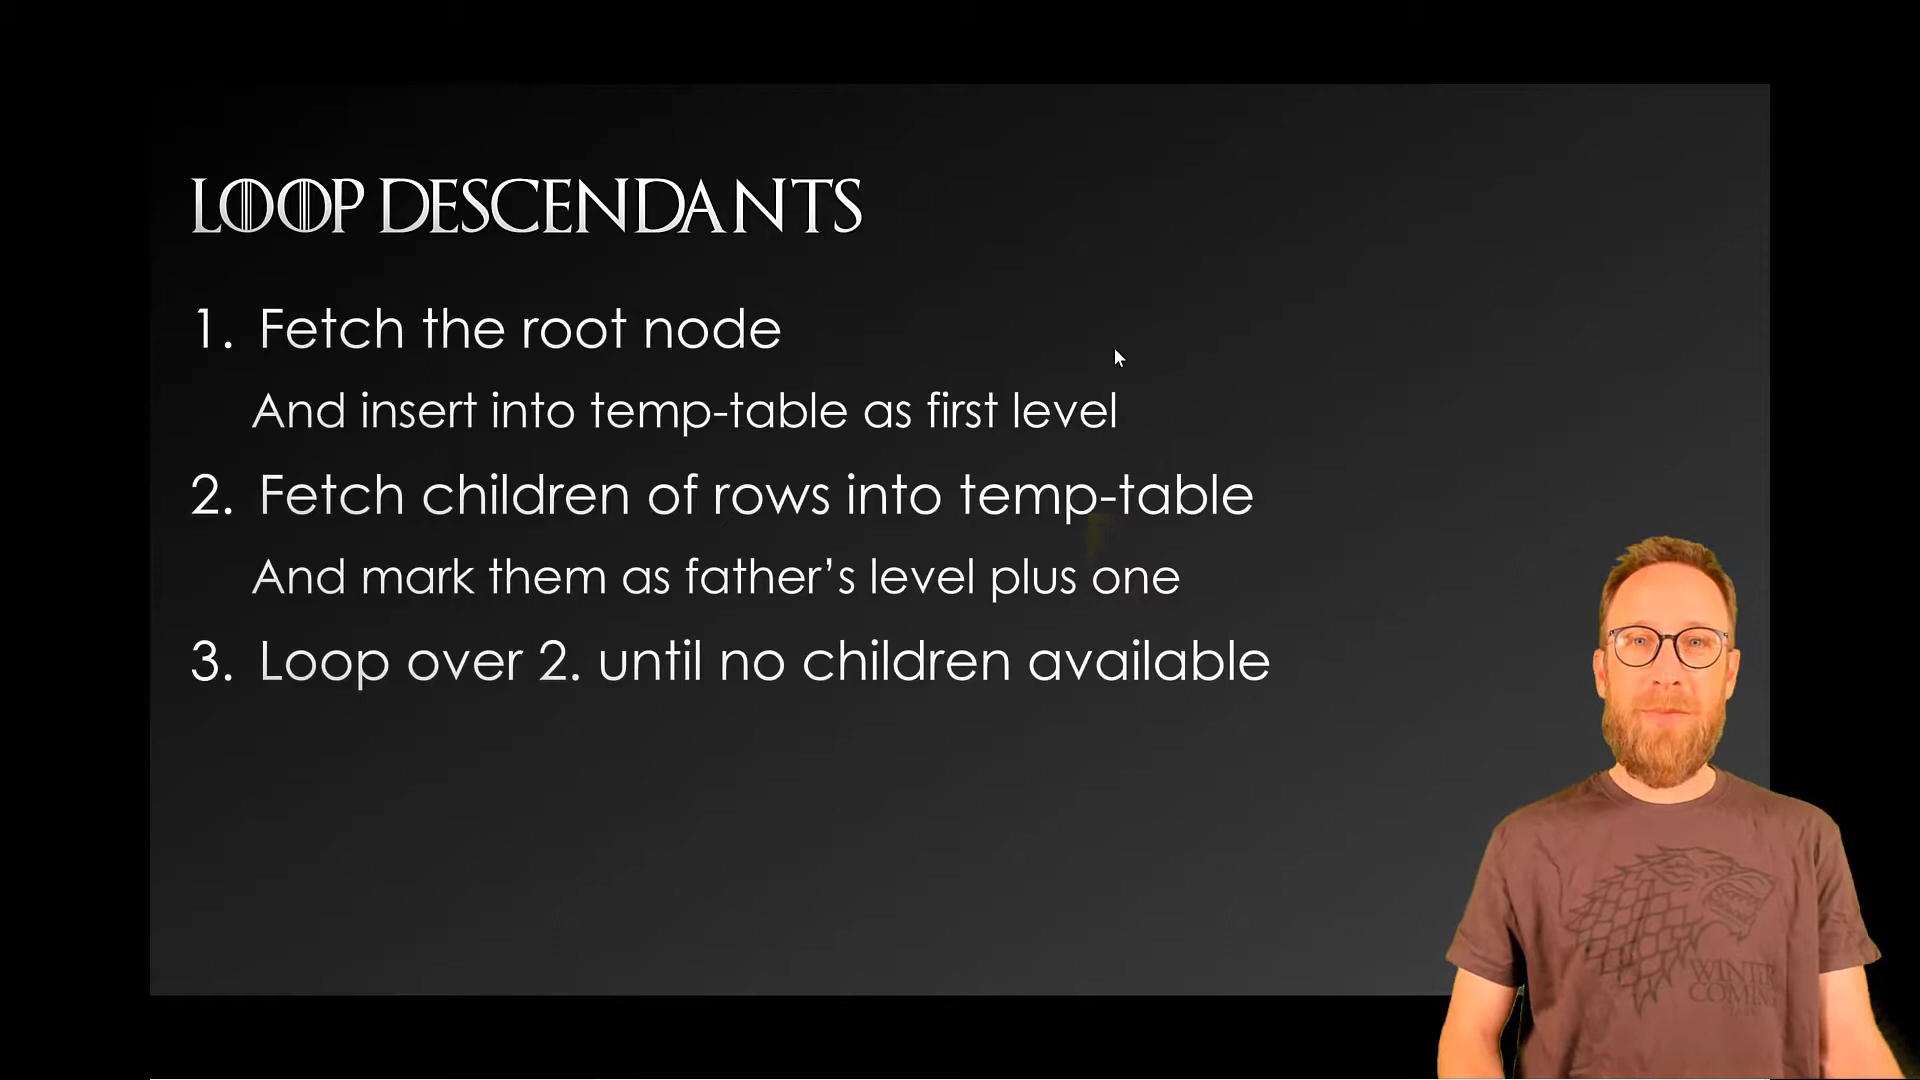 LOOP DESCENDANTS
1. Fetch the root node
And insert into temp-table as first level
2. Fetch children of rows into temp-table
And mark them as father’s level plus one
3. Loop over 2. until no children available
WINTER
COMING